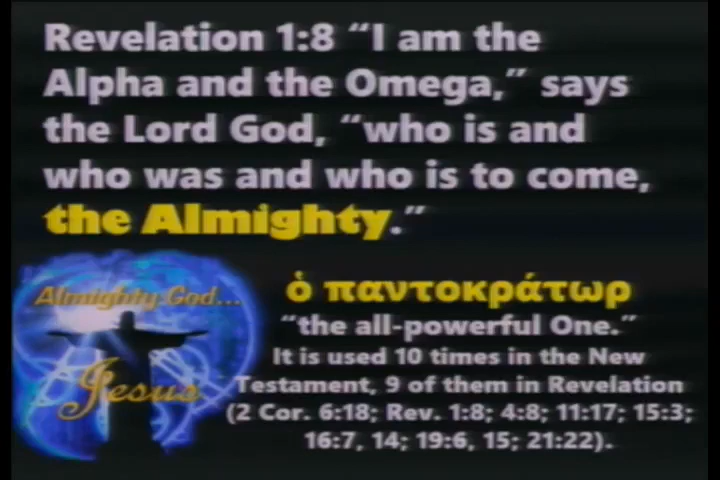 Revelation 1:8 “I am the
Alpha and the Omega,” says
the Lord God, “who is and
who was and who is to come,
the Almighty.”
Almighty God...
Jesus
ὁ παντοκράτωρ
“the all-powerful One.”
It is used 10 times in the New
Testament, 9 of them in Revelation
(2 Cor. 6:18; Rev. 1:8; 4:8; 11:17; 15:3;
16:7, 14; 19:6, 15; 21:22).